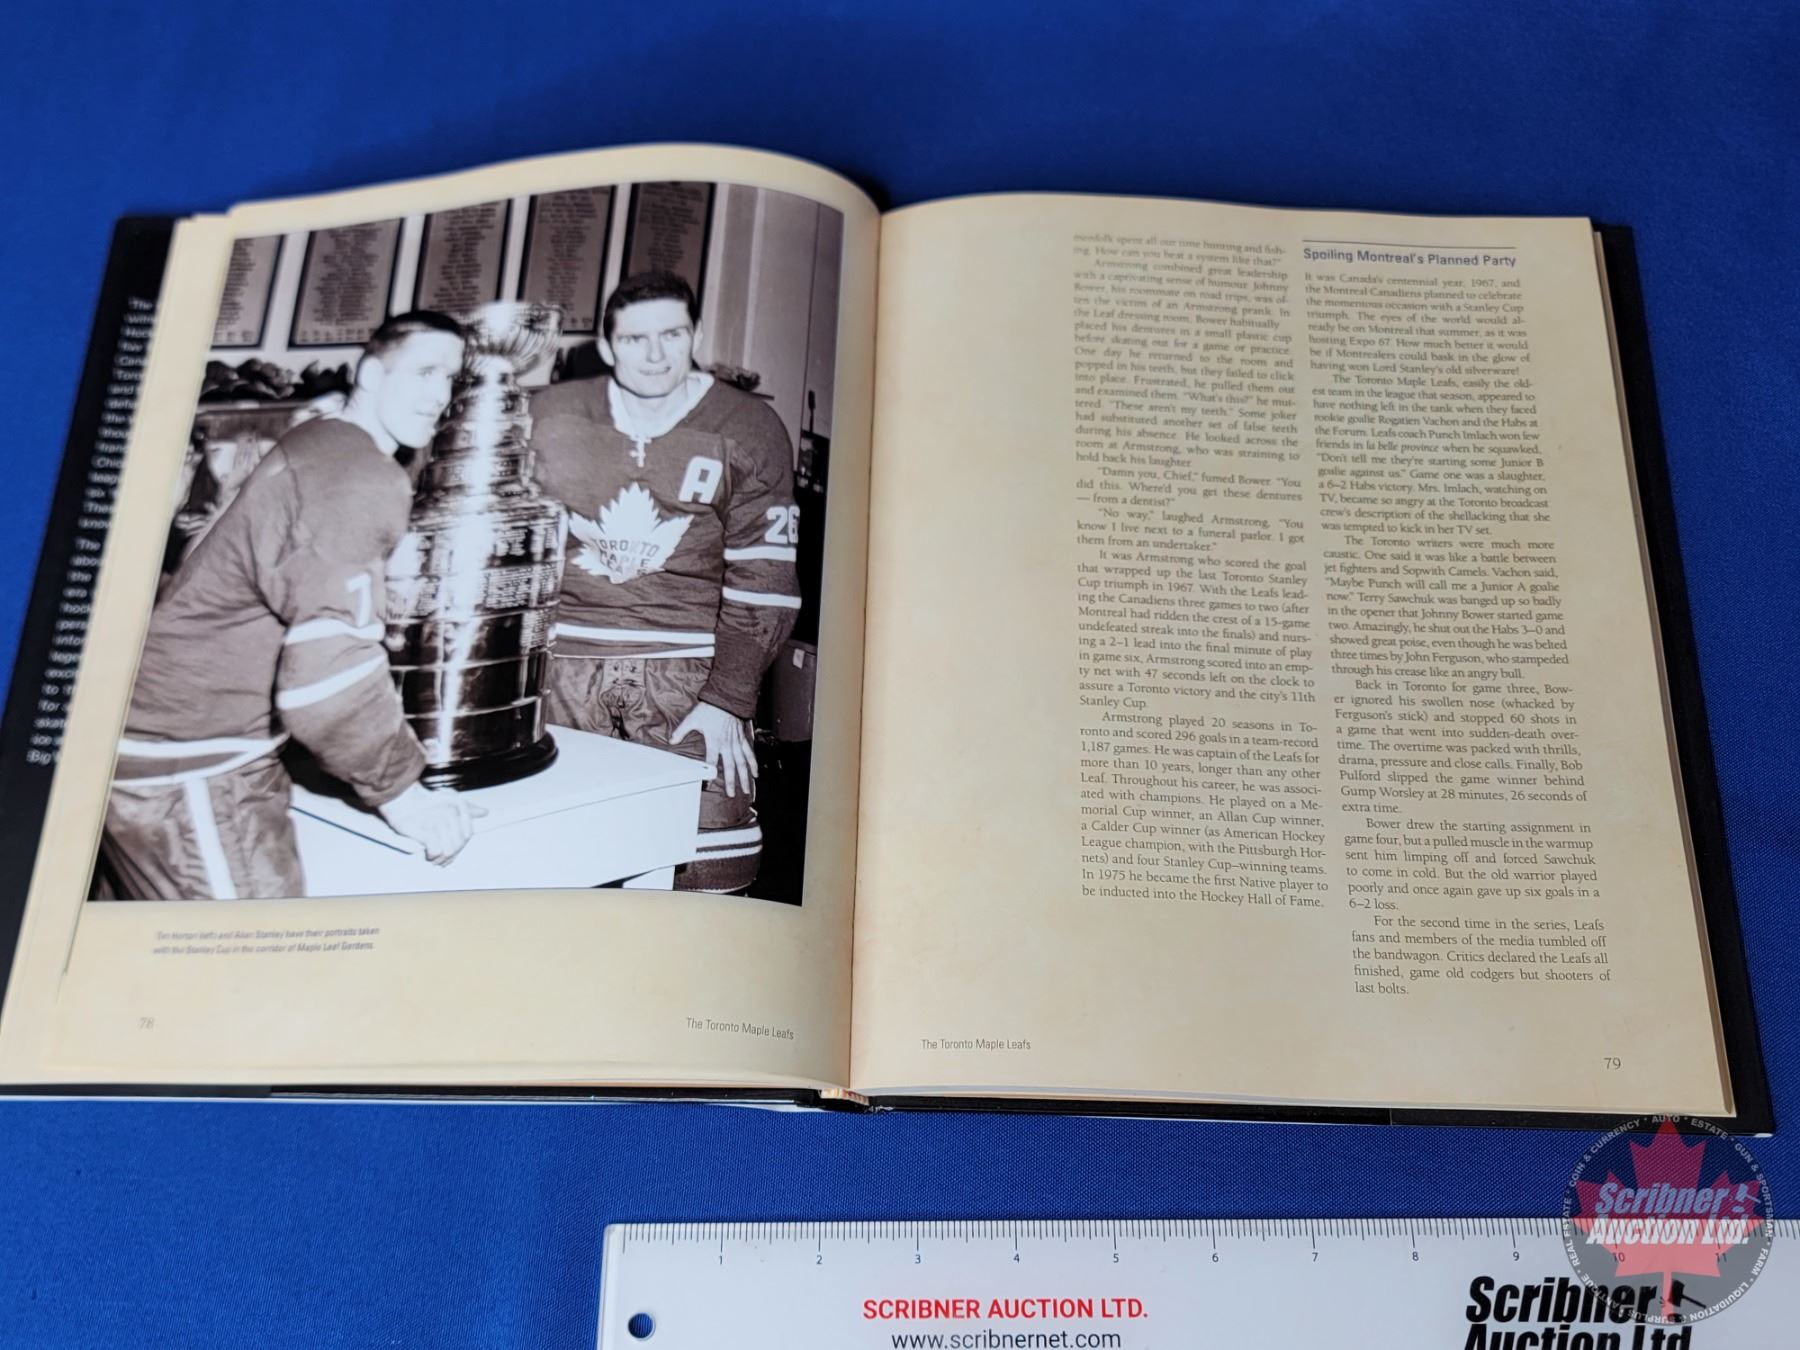 Tim Horton (left) and Allan Stanley have their portraits taken
with the Stanley Cup in the corridor of Maple Leaf Gardens.
78
The Toronto Maple Leafs
menfolk spent all our time hunting and fish-
ing. How can you beat a system like that?"
Armstrong combined great leadership
with a captivating sense of humour. Johnny
Bower, his roommate on road trips, was of-
ten the victim of an Armstrong prank. In
the Leaf dressing room, Bower habitually
placed his dentures in a small plastic cup
before skating out for a game or practice.
One day he returned to the room and
popped in his teeth, but they failed to click
into place. Frustrated, he pulled them out
and examined them. "What's this?" he mut-
tered. "These aren't my teeth." Some joker
had substituted another set of false teeth
during his absence. He looked across the
room at Armstrong, who was straining to
hold back his laughter.
"Damn you, Chief," fumed Bower. "You
did this. Where'd you get these dentures
— from a dentist?"
"No way," laughed Armstrong. "You
know I live next to a funeral parlor. I got
them from an undertaker."
It was Armstrong who scored the goal
that wrapped up the last Toronto Stanley
Cup triumph in 1967. With the Leafs lead-
ing the Canadiens three games to two (after
Montreal had ridden the crest of a 15-game
undefeated streak into the finals) and nurs-
ing a 2–1 lead into the final minute of play
in game six, Armstrong scored into an emp-
ty net with 47 seconds left on the clock to
assure a Toronto victory and the city's 11th
Stanley Cup.
Armstrong played 20 seasons in To-
ronto and scored 296 goals in a team-record
1,187 games. He was captain of the Leafs for
more than 10 years, longer than any other
Leaf. Throughout his career, he was associ-
ated with champions. He played on a Me-
morial Cup winner, an Allan Cup winner,
a Calder Cup winner (as American Hockey
League champion, with the Pittsburgh Hor-
nets) and four Stanley Cup–winning teams.
In 1975 he became the first Native player to
be inducted into the Hockey Hall of Fame.
Spoiling Montreal's Planned Party
It was Canada's centennial year, 1967, and
the Montreal Canadiens planned to celebrate
the momentous occasion with a Stanley Cup
triumph. The eyes of the world would al-
ready be on Montreal that summer, as it was
hosting Expo 67. How much better it would
be if Montrealers could bask in the glow of
having won Lord Stanley's old silverware!
The Toronto Maple Leafs, easily the old-
est team in the league that season, appeared to
have nothing left in the tank when they faced
rookie goalie Rogatien Vachon and the Habs at
the Forum. Leafs coach Punch Imlach won few
friends in la belle province when he squawked,
"Don't tell me they're starting some Junior B
goalie against us." Game one was a slaughter,
a 6–2 Habs victory. Mrs. Imlach, watching on
TV, became so angry at the Toronto broadcast
crew's description of the shellacking that she
was tempted to kick in her TV set.
The Toronto writers were much more
caustic. One said it was like a battle between
jet fighters and Sopwith Camels. Vachon said,
"Maybe Punch will call me a Junior A goalie
now." Terry Sawchuk was banged up so badly
in the opener that Johnny Bower started game
two. Amazingly, he shut out the Habs 3–0 and
showed great poise, even though he was belted
three times by John Ferguson, who stampeded
through his crease like an angry bull.
Back in Toronto for game three, Bow-
er ignored his swollen nose (whacked by
Ferguson's stick) and stopped 60 shots in
a game that went into sudden-death over-
time. The overtime was packed with thrills,
drama, pressure and close calls. Finally, Bob
Pulford slipped the game winner behind
Gump Worsley at 28 minutes, 26 seconds of
extra time.
Bower drew the starting assignment in
game four, but a pulled muscle in the warmup
sent him limping off and forced Sawchuk
to come in cold. But the old warrior played
poorly and once again gave up six goals in a
6–2 loss.
For the second time in the series, Leafs
fans and members of the media tumbled off
the bandwagon. Critics declared the Leafs all
finished, game old codgers but shooters of
last bolts.
The Toronto Maple Leafs
79
7
A
26
TORONTO
MAPLE
LEAFS
1 2 3 4 5 6 7 8 9 10 11
SCRIBNER AUCTION LTD.
www.scribnernet.com
Scribner
Auction Ltd
Scribner
Auction Ltd.
REAL ESTATE · COIN & CURRENCY · AUTO · ESTATE · GUN & SPORTSMAN · FARM · LIQUIDATION